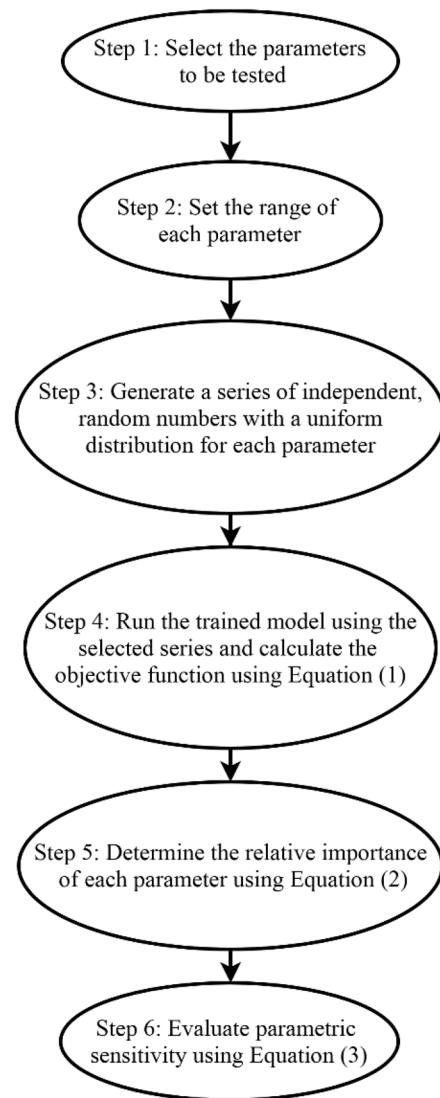 Step 1: Select the parameters
to be tested
Step 2: Set the range of
each parameter
Step 3: Generate a series of independent,
random numbers with a uniform
distribution for each parameter
Step 4: Run the trained model using the
selected series and calculate the
objective function using Equation (1)
Step 5: Determine the relative importance
of each parameter using Equation (2)
Step 6: Evaluate parametric
sensitivity using Equation (3)